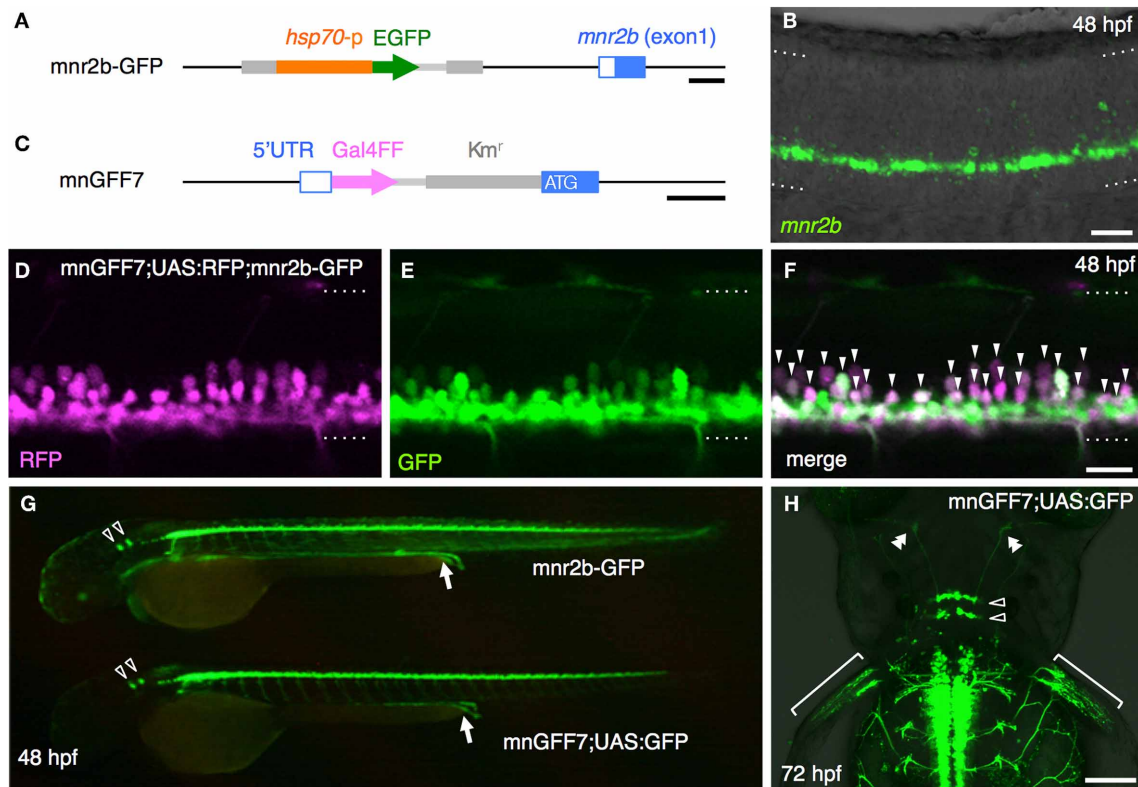 A
hsp70-p EGFP mnr2b (exon1)
mnr2b-GFP
C
5'UTR Gal4FF Kmʳ
mnGFF7
ATG
B
48 hpf
mnr2b
D
mnGFF7;UAS:RFP;mnr2b-GFP
RFP
E
GFP
F
48 hpf
merge
G
mnr2b-GFP
mnGFF7;UAS:GFP
48 hpf
H
mnGFF7;UAS:GFP
72 hpf